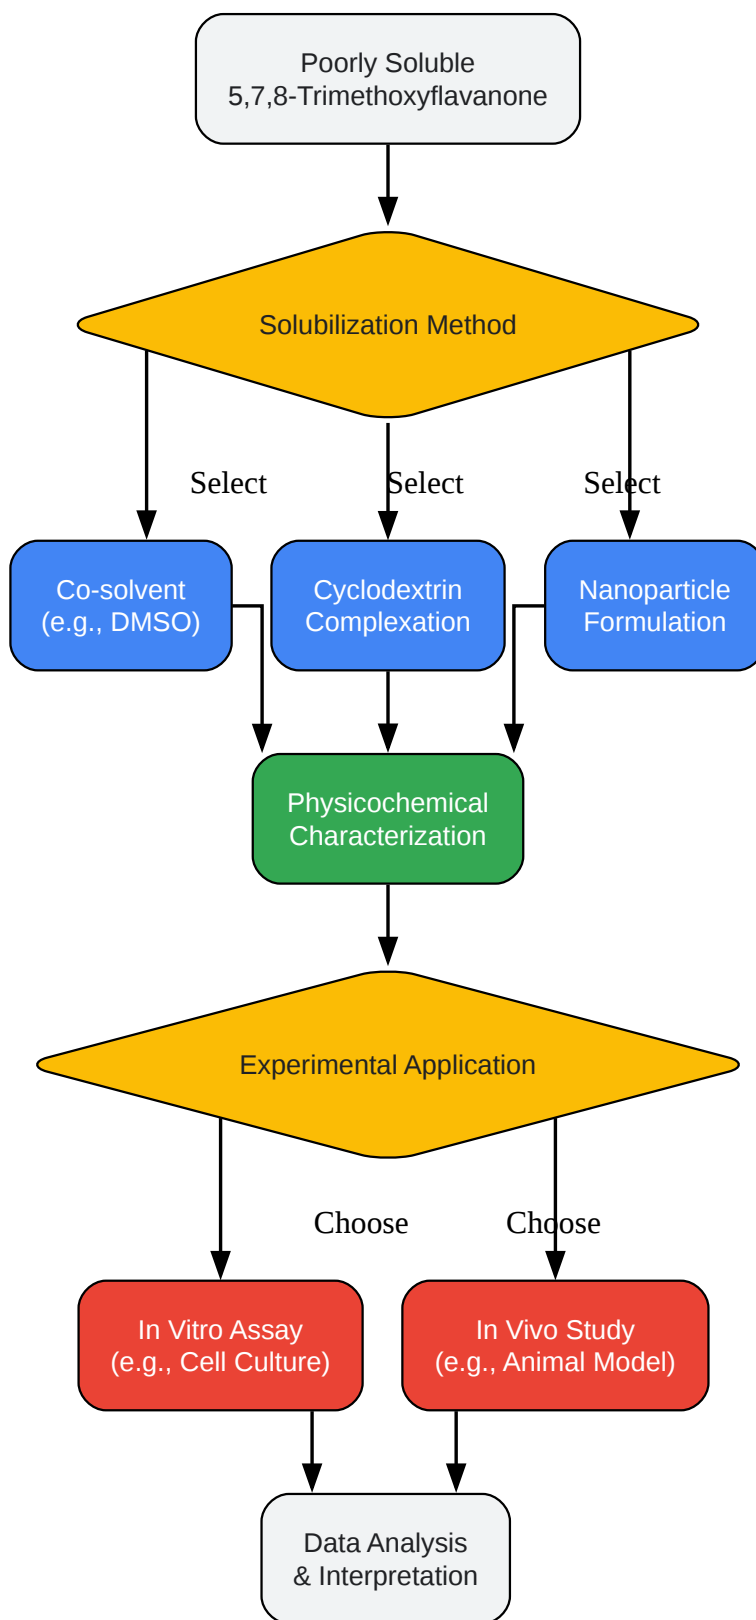 Poorly Soluble
5,7,8-Trimethoxyflavanone
Solubilization Method
Select
Select
Select
Co-solvent
(e.g., DMSO)
Cyclodextrin
Complexation
Nanoparticle
Formulation
Physicochemical
Characterization
Experimental Application
Choose
Choose
In Vitro Assay
(e.g., Cell Culture)
In Vivo Study
(e.g., Animal Model)
Data Analysis
& Interpretation